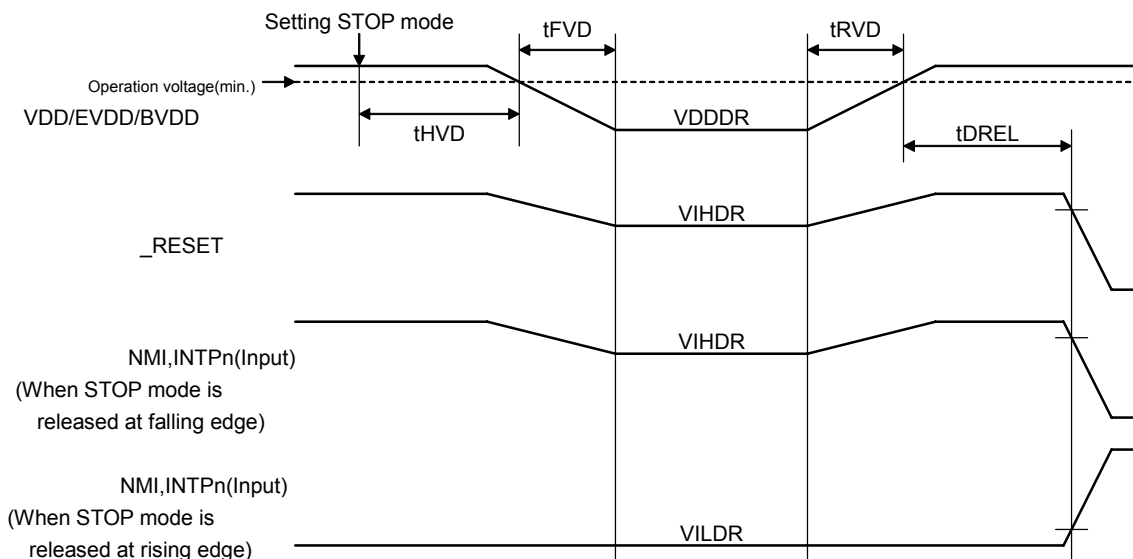 Setting STOP mode
tFVD
tRVD
Operation voltage(min.)
VDD/EVDD/BVDD
tHVD
VDDDR
tDREL
_RESET
VIHDR
NMI,INTPn(Input)
(When STOP mode is
released at falling edge)
VIHDR
NMI,INTPn(Input)
(When STOP mode is
released at rising edge)
VILDR